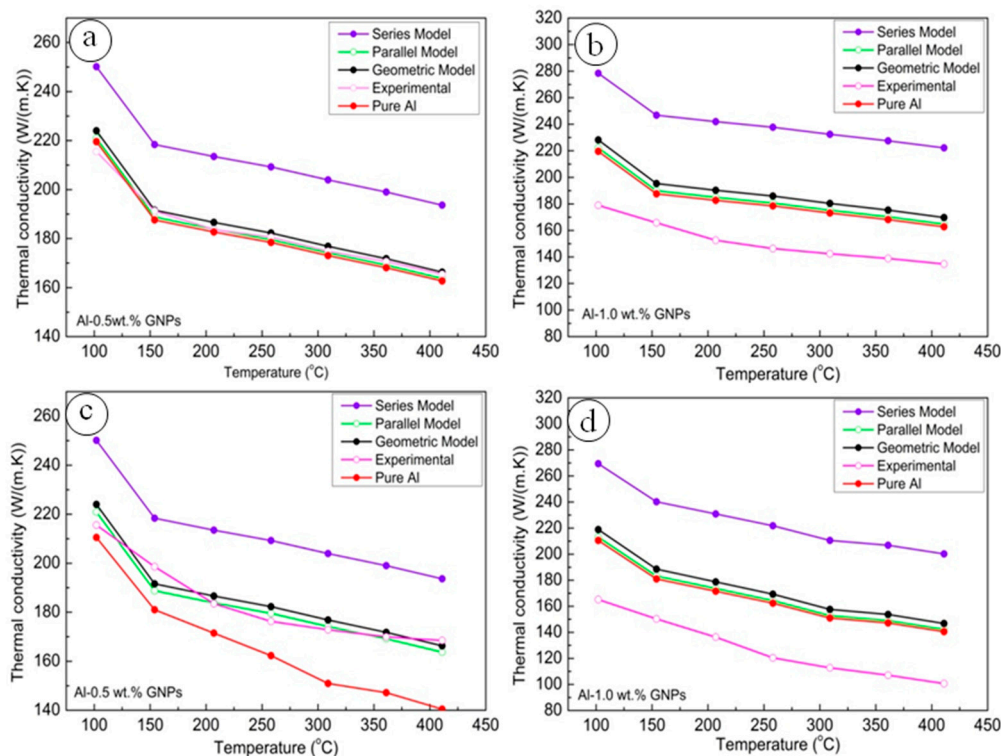 a
Series Model
Parallel Model
Geometric Model
Experimental
Pure Al
Thermal conductivity (W/(m.K))
260
240
220
200
180
160
140
Al-0.5wt.% GNPs
100 150 200 250 300 350 400 450
Temperature (°C)
b
Series Model
Parallel Model
Geometric Model
Experimental
Pure Al
Thermal conductivity (W/(m.K))
320
300
280
260
240
220
200
180
160
140
120
100
80
Al-1.0 wt.% GNPs
100 150 200 250 300 350 400 450
Temperature (°C)
c
Series Model
Parallel Model
Geometric Model
Experimental
Pure Al
Thermal conductivity (W/(m.K))
260
240
220
200
180
160
140
Al-0.5 wt.% GNPs
100 150 200 250 300 350 400 450
Temperature (°C)
d
Series Model
Parallel Model
Geometric Model
Experimental
Pure Al
Thermal conductivity (W/(m.K))
320
300
280
260
240
220
200
180
160
140
120
100
80
Al-1.0 wt.% GNPs
100 150 200 250 300 350 400 450
Temperature (°C)